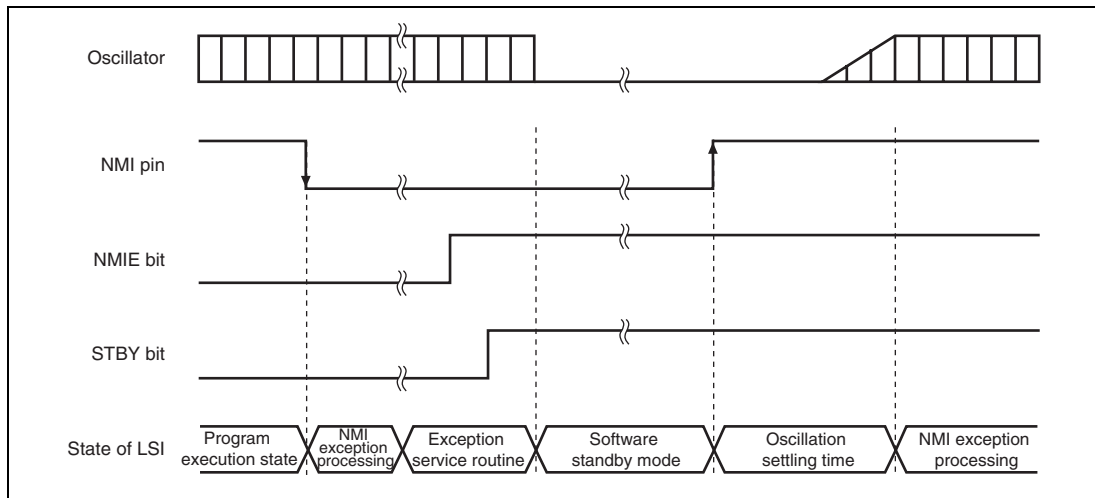 Oscillator
NMI pin
NMIE bit
STBY bit
State of LSI
Program
execution state
NMI
exception
processing
Exception
service routine
Software
standby mode
Oscillation
settling time
NMI exception
processing